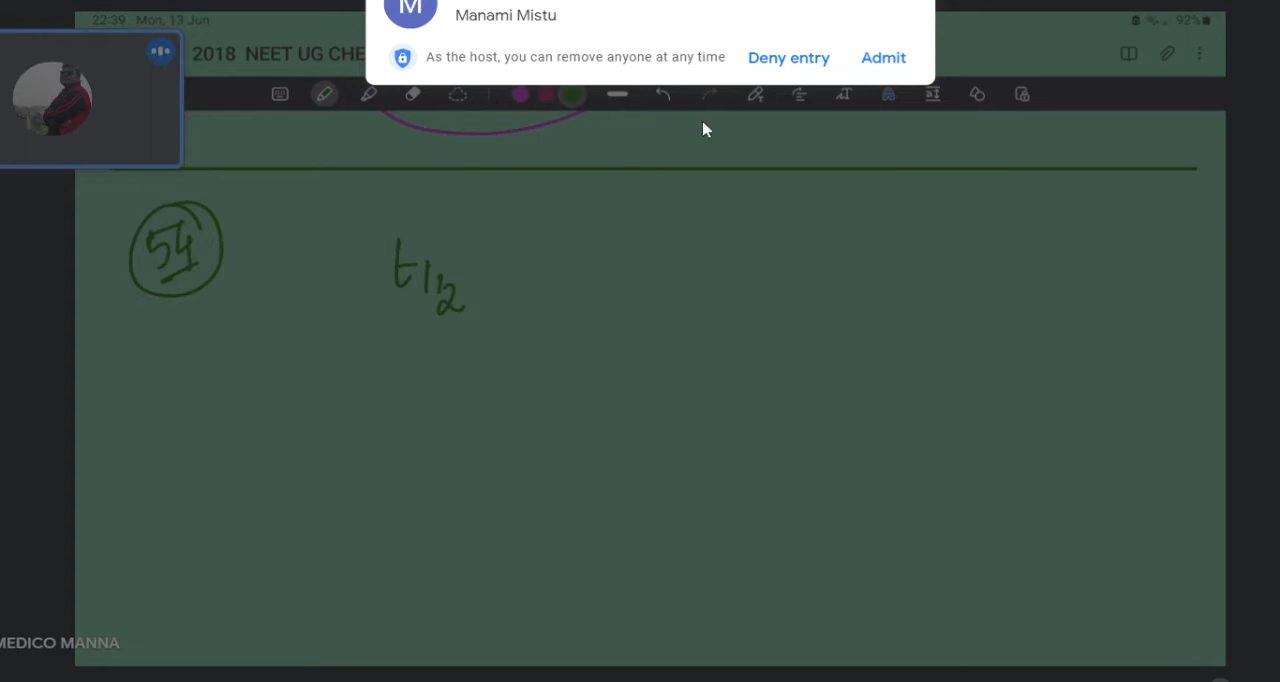 M
Manami Mistu
22:39 Mon, 13 Jun
92%
As the host, you can remove anyone at any time Deny entry Admit
2018 NEET UG CHE
54
t1/2
MEDICO MANNA